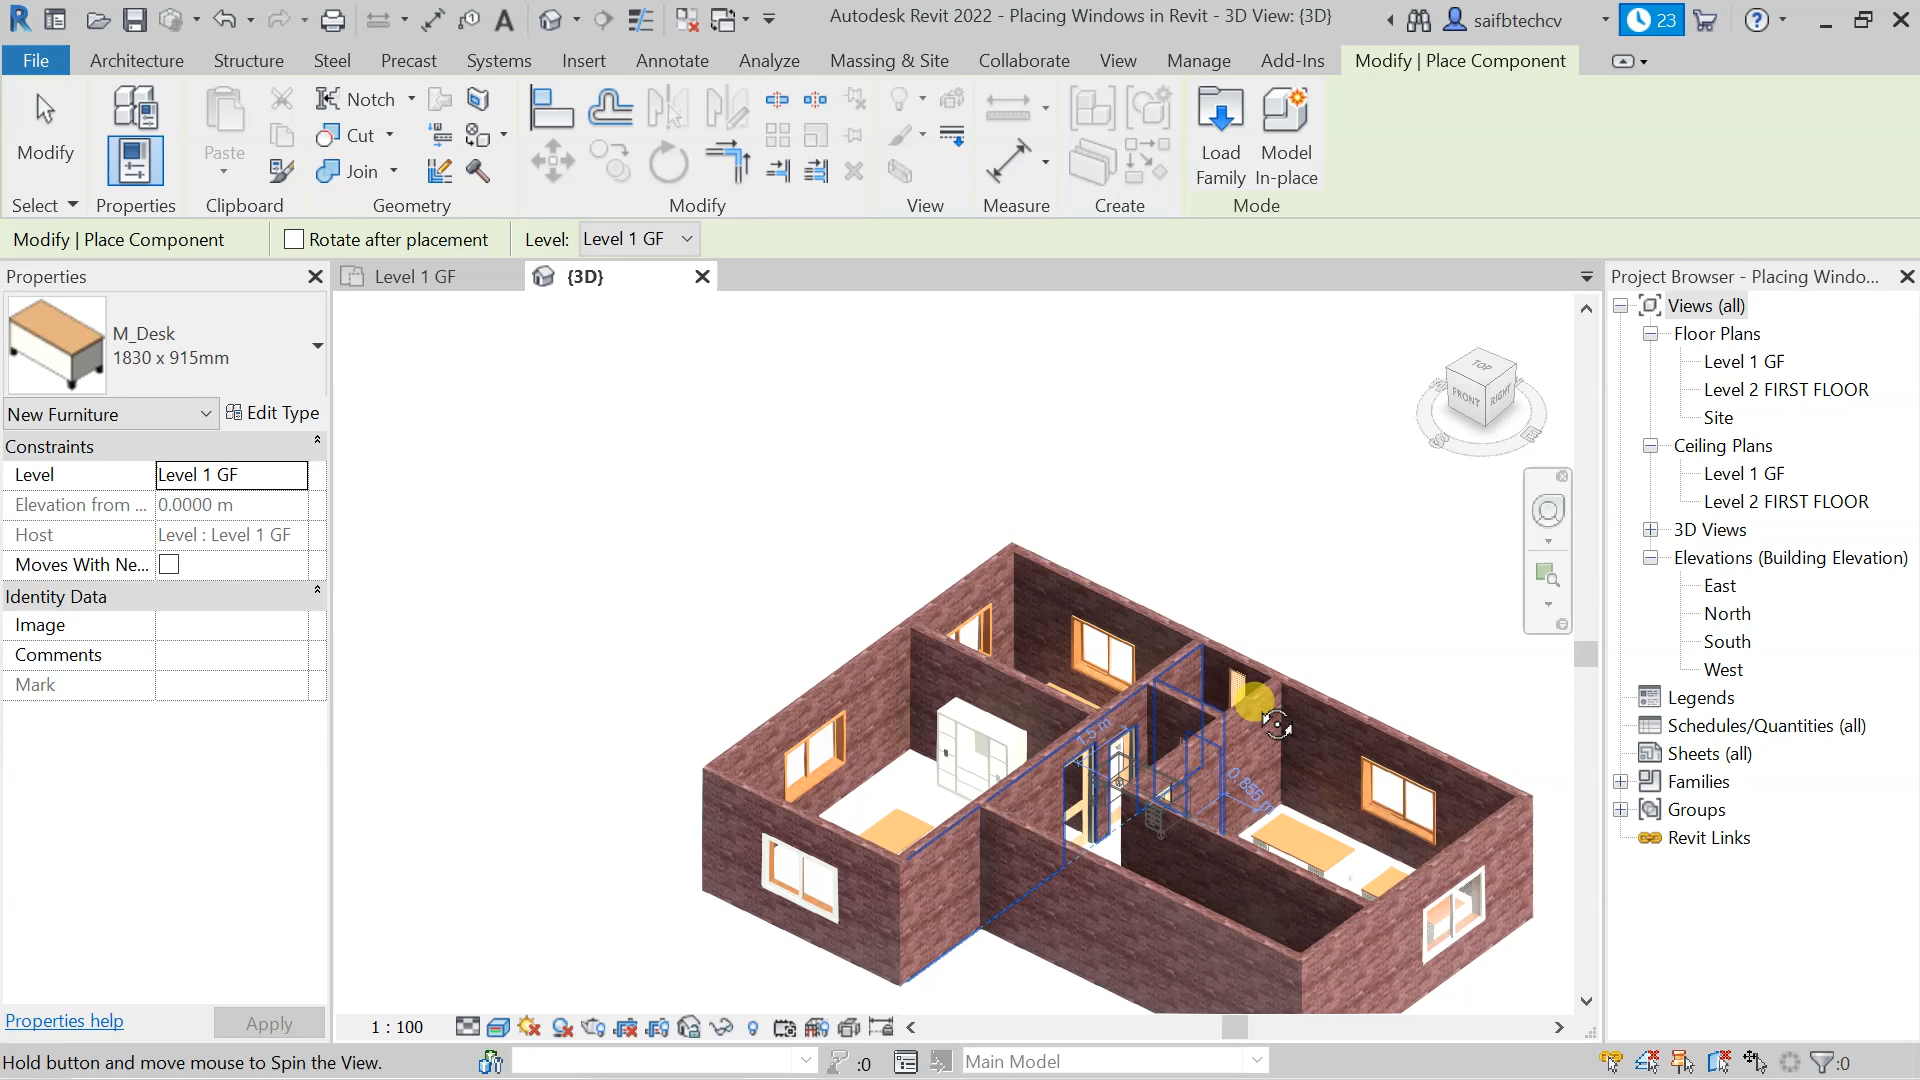 Autodesk Revit 2022 - Placing Windows in Revit - 3D View: {3D}
saifbtechcv
23
File
Architecture
Structure
Steel
Precast
Systems
Insert
Annotate
Analyze
Massing & Site
Collaborate
View
Manage
Add-Ins
Modify | Place Component
Modify
Paste
Notch
Cut
Join
Load
Family
Model
In-place
Select
Properties
Clipboard
Geometry
Modify
View
Measure
Create
Mode
Modify | Place Component
Rotate after placement
Level:
Level 1 GF
Properties
M_Desk
1830 x 915mm
New Furniture
Edit Type
Constraints
Level
Level 1 GF
Elevation from ...
0.0000 m
Host
Level : Level 1 GF
Moves With Ne...
Identity Data
Image
Comments
Mark
Properties help
Apply
Level 1 GF
{3D}
TOP
FRONT
RIGHT
1.5 m
0.855 m
1 : 100
Project Browser - Placing Windo...
Views (all)
Floor Plans
Level 1 GF
Level 2 FIRST FLOOR
Site
Ceiling Plans
Level 1 GF
Level 2 FIRST FLOOR
3D Views
Elevations (Building Elevation)
East
North
South
West
Legends
Schedules/Quantities (all)
Sheets (all)
Families
Groups
Revit Links
Hold button and move mouse to Spin the View.
:0
Main Model
:0